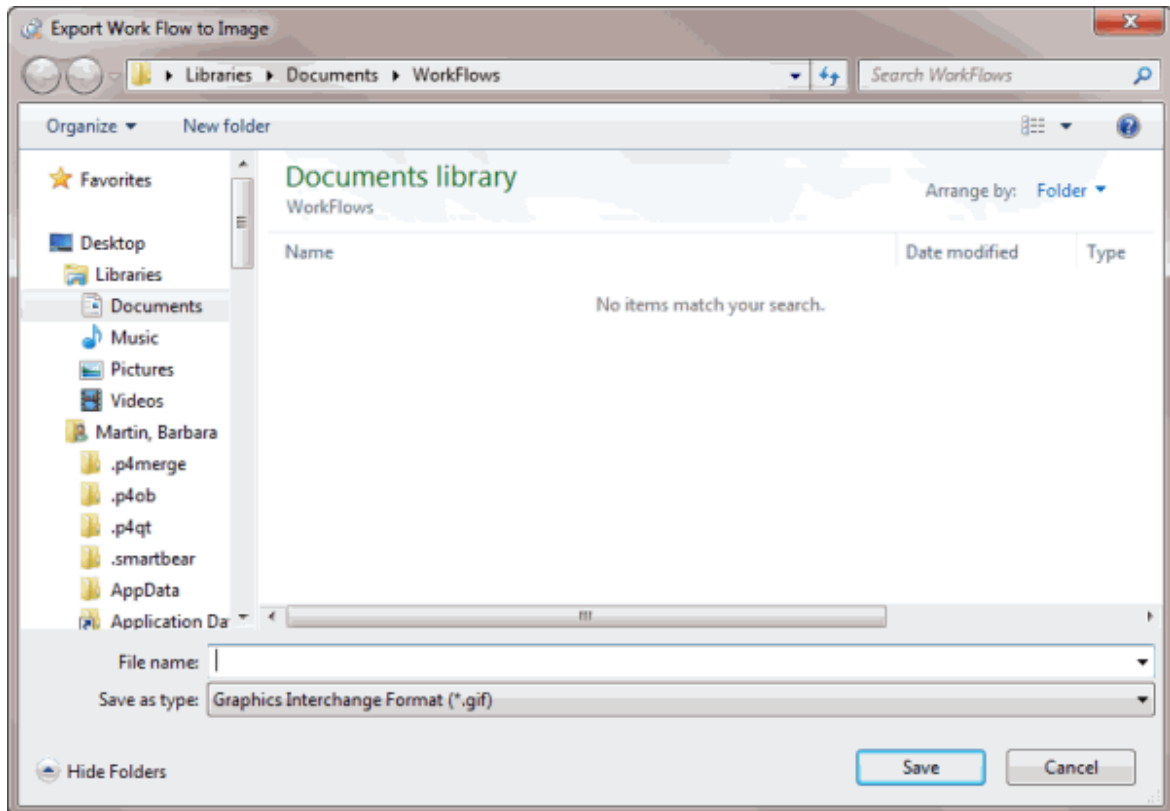 Export Work Flow to Image
Libraries Documents WorkFlows
Search WorkFlows
Organize New folder
Favorites
Desktop
Libraries
Documents
Music
Pictures
Videos
Martin, Barbara
.p4merge
.p4ob
.p4qt
.smartbear
AppData
Application Da
Documents library
WorkFlows
Arrange by: Folder
Name Date modified Type
No items match your search.
File name:
Save as type: Graphics Interchange Format (*.gif)
Hide Folders Save Cancel